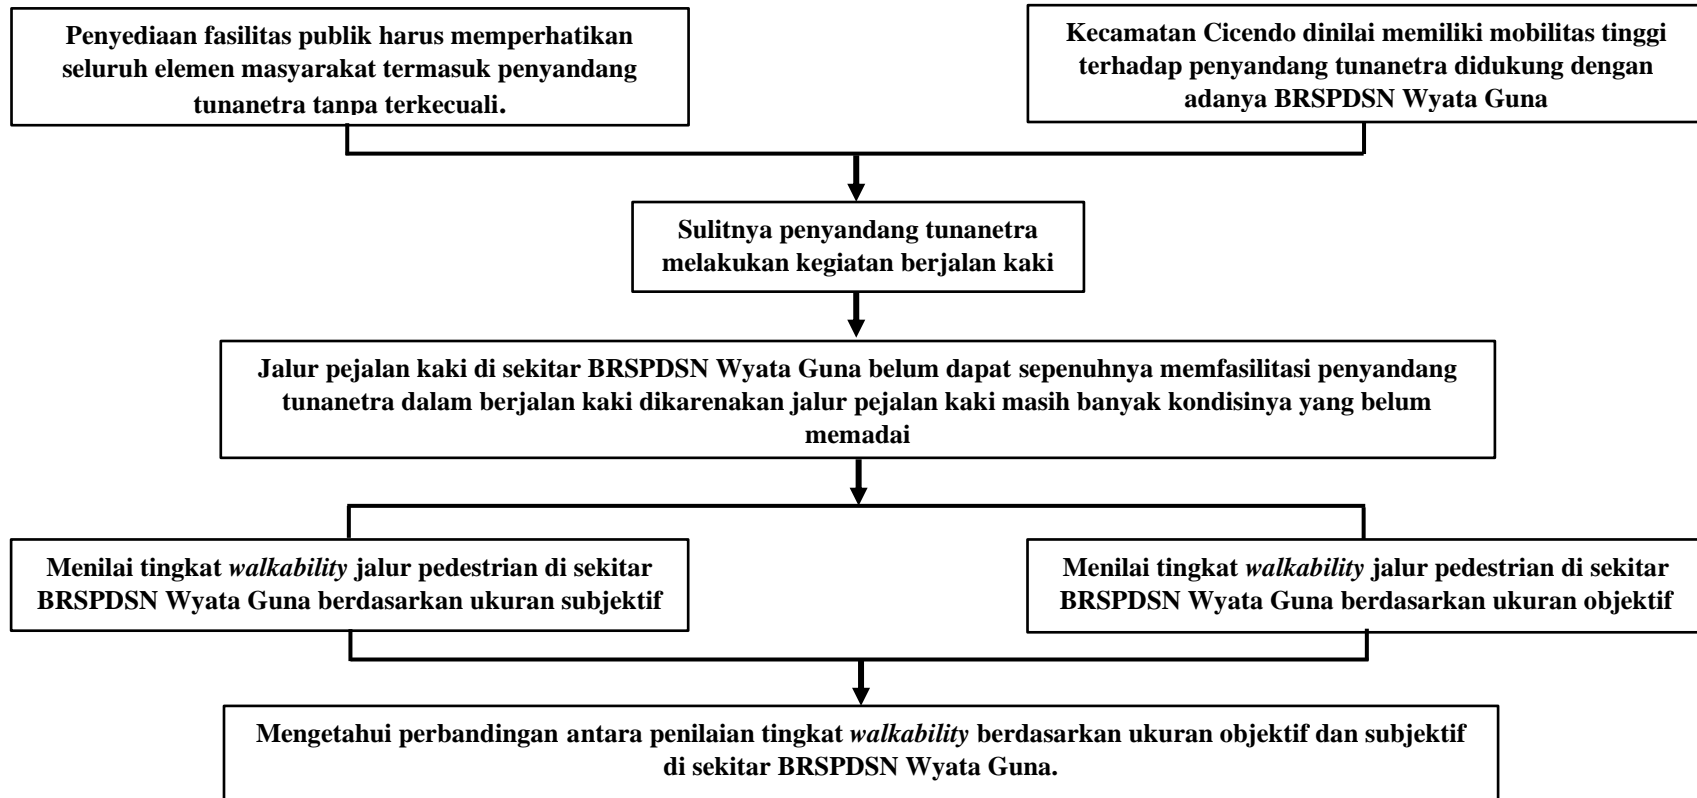 Penyediaan fasilitas publik harus memperhatikan
seluruh elemen masyarakat termasuk penyandang
tunanetra tanpa terkecuali.
Kecamatan Cicendo dinilai memiliki mobilitas tinggi
terhadap penyandang tunanetra didukung dengan
adanya BRSPDSN Wyata Guna
Sulitnya penyandang tunanetra
melakukan kegiatan berjalan kaki
Jalur pejalan kaki di sekitar BRSPDSN Wyata Guna belum dapat sepenuhnya memfasilitasi penyandang
tunanetra dalam berjalan kaki dikarenakan jalur pejalan kaki masih banyak kondisinya yang belum
memadai
Menilai tingkat walkability jalur pedestrian di sekitar
BRSPDSN Wyata Guna berdasarkan ukuran subjektif
Menilai tingkat walkability jalur pedestrian di sekitar
BRSPDSN Wyata Guna berdasarkan ukuran objektif
Mengetahui perbandingan antara penilaian tingkat walkability berdasarkan ukuran objektif dan subjektif
di sekitar BRSPDSN Wyata Guna.